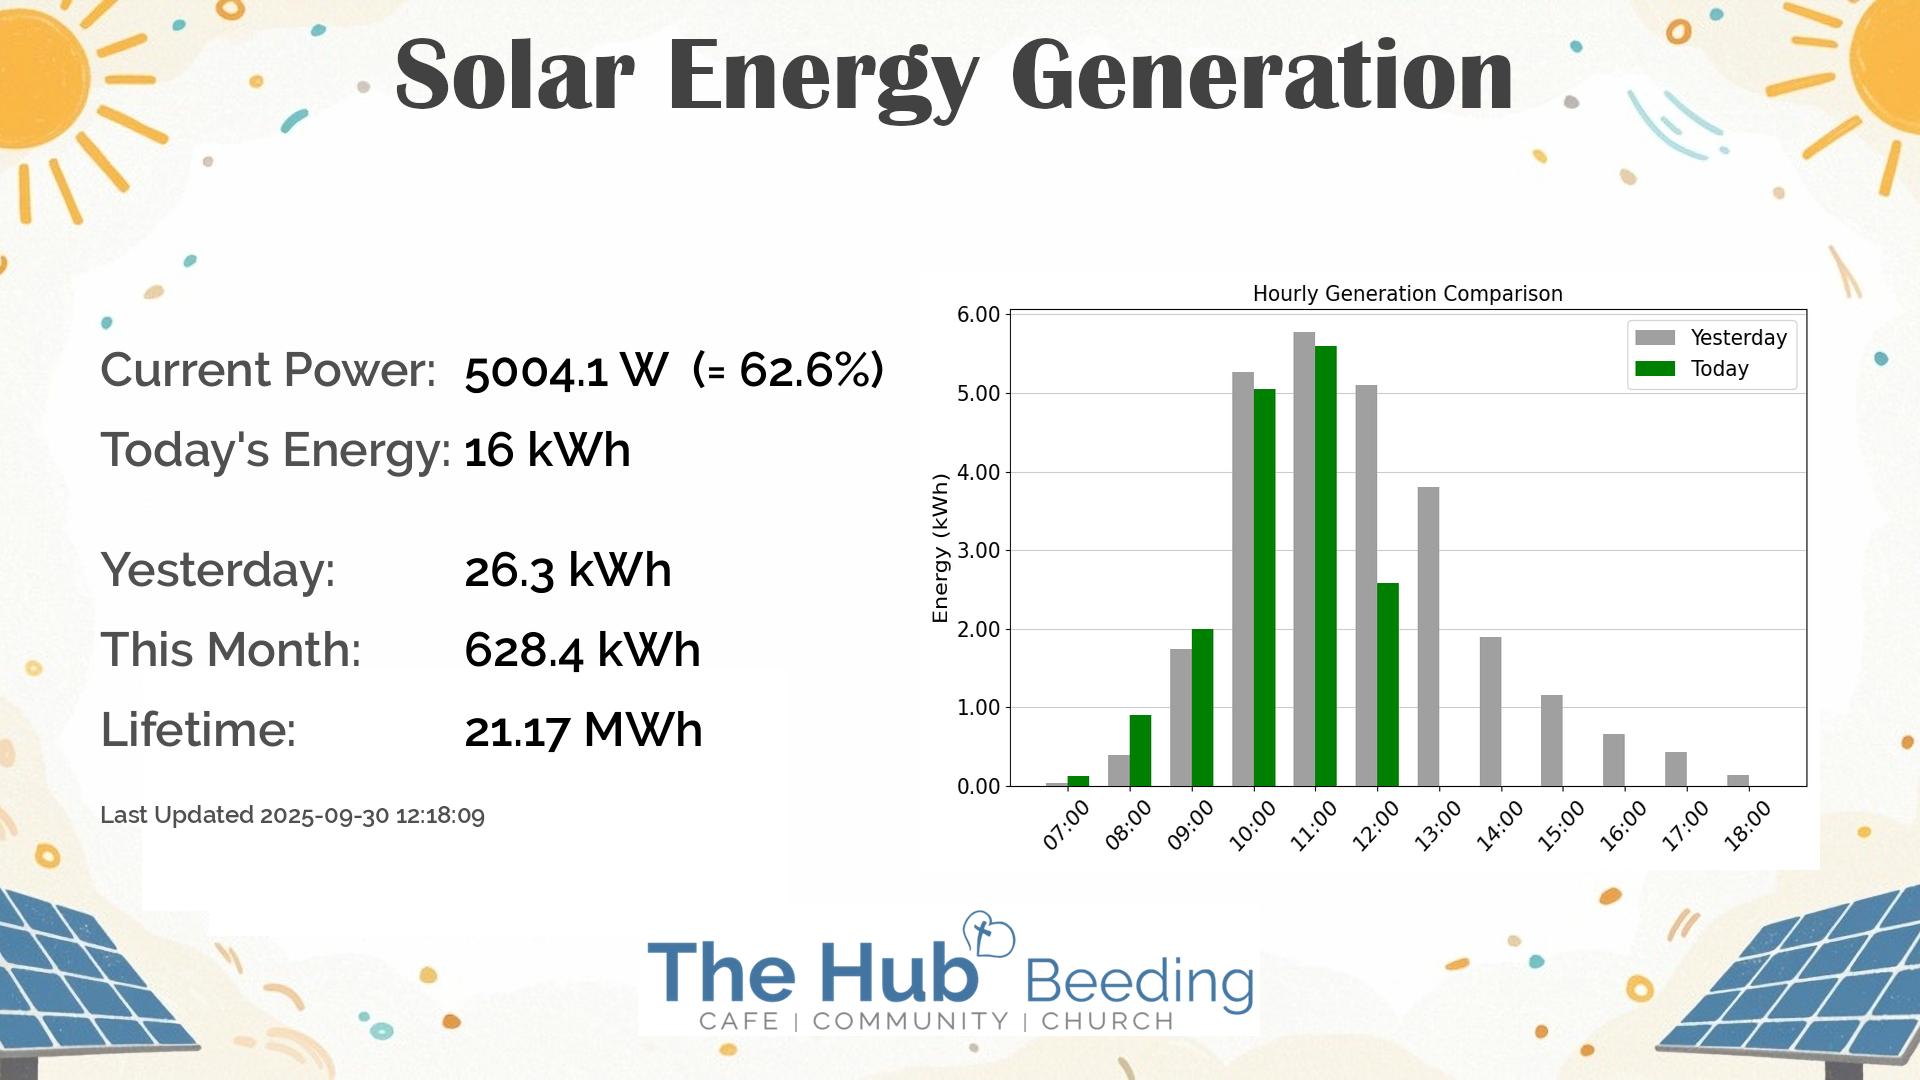 Solar Energy Generation
Current Power: 5004.1 W (= 62.6%)
Today's Energy: 16 kWh
Yesterday: 26.3 kWh
This Month: 628.4 kWh
Lifetime: 21.17 MWh
Last Updated 2025-09-30 12:18:09
Hourly Generation Comparison
Yesterday
Today
Energy (kWh)
6.00
5.00
4.00
3.00
2.00
1.00
0.00
07:00 08:00 09:00 10:00 11:00 12:00 13:00 14:00 15:00 16:00 17:00 18:00
The Hub Beeding
CAFE | COMMUNITY | CHURCH